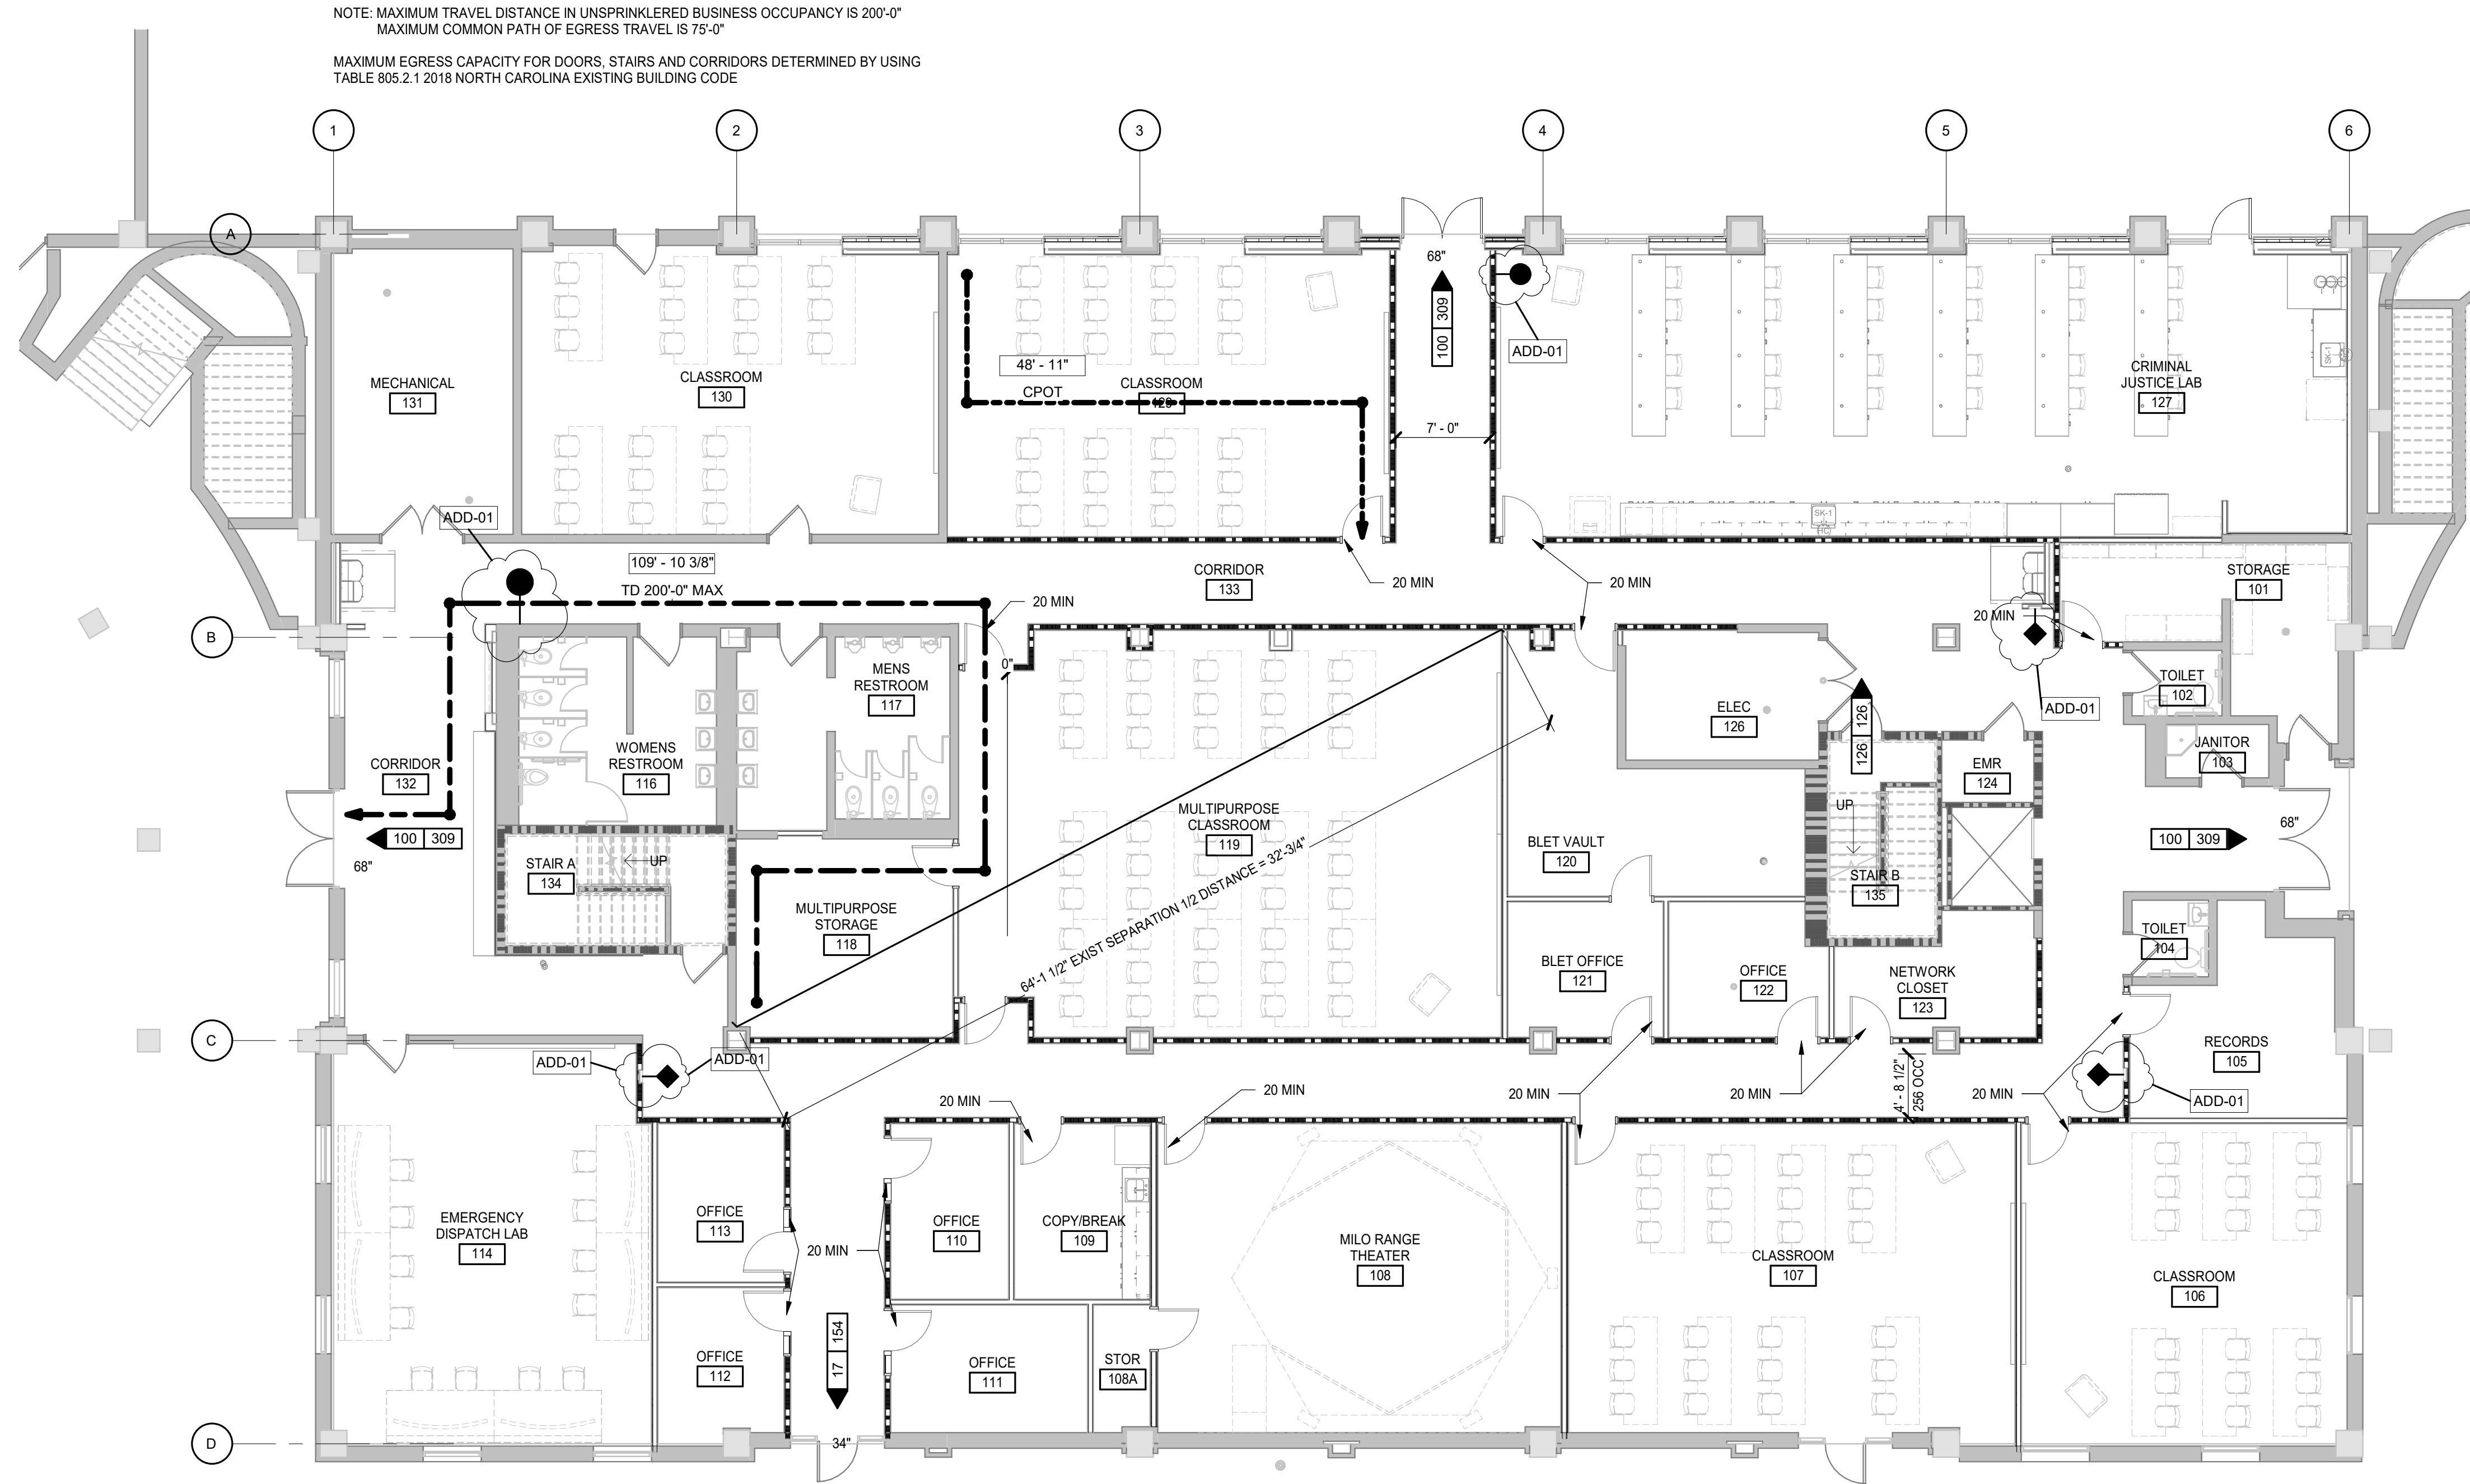 NOTE: MAXIMUM TRAVEL DISTANCE IN UNSPRINKLERED BUSINESS OCCUPANCY IS 200'-0"
MAXIMUM COMMON PATH OF EGRESS TRAVEL IS 75'-0"
MAXIMUM EGRESS CAPACITY FOR DOORS, STAIRS AND CORRIDORS DETERMINED BY USING
TABLE 805.2.1 2018 NORTH CAROLINA EXISTING BUILDING CODE
1
2
3
4
5
6
A
B
C
D
MECHANICAL
131
CLASSROOM
130
48' - 11"
CPOT
CLASSROOM
129
68"
100 309
7' - 0"
ADD-01
CRIMINAL
JUSTICE LAB
127
SK-1
SK-1
HC
ADD-01
109' - 10 3/8"
TD 200'-0" MAX
20 MIN
CORRIDOR
133
20 MIN
20 MIN
STORAGE
101
20 MIN
ADD-01
TOILET
102
JANITOR
103
0"
MENS
RESTROOM
117
WOMENS
RESTROOM
116
CORRIDOR
132
100 309
68"
STAIR A
134
UP
MULTIPURPOSE
STORAGE
118
MULTIPURPOSE
CLASSROOM
119
64'-1 1/2" EXIST SEPARATION 1/2 DISTANCE = 32'-3/4"
ELEC
126
126 126
EMR
124
UP
STAIR B
135
BLET VAULT
120
BLET OFFICE
121
OFFICE
122
NETWORK
CLOSET
123
100 309
68"
TOILET
104
RECORDS
105
ADD-01
ADD-01
ADD-01
20 MIN
20 MIN
20 MIN
20 MIN
4' - 8 1/2"
256 OCC
20 MIN
EMERGENCY
DISPATCH LAB
114
OFFICE
113
OFFICE
112
20 MIN
17 154
34"
OFFICE
110
COPY/BREAK
109
OFFICE
111
STOR
108A
MILO RANGE
THEATER
108
CLASSROOM
107
CLASSROOM
106